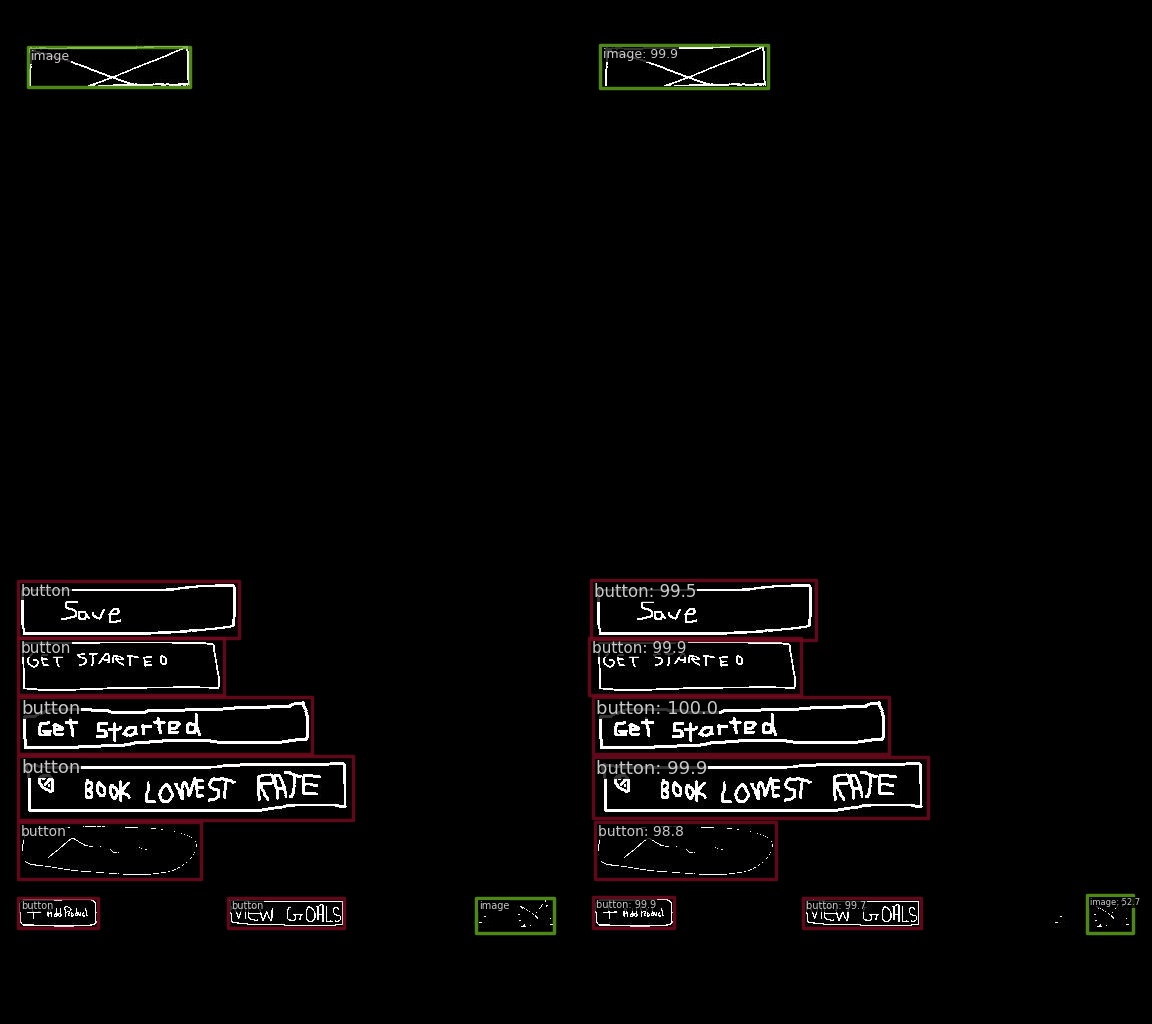 image image: 99.9
button button: 99.5
Save Save
button button: 99.9
GET STARTED GET STARTED
button button: 100.0
Get Started Get Started
button button: 99.9
BOOK LOWEST RATE BOOK LOWEST RATE
button button: 98.8
button button image button: 99.9 button: 99.7 image: 52.7
+ Add Product VIEW GOALS + Add Product VIEW GOALS